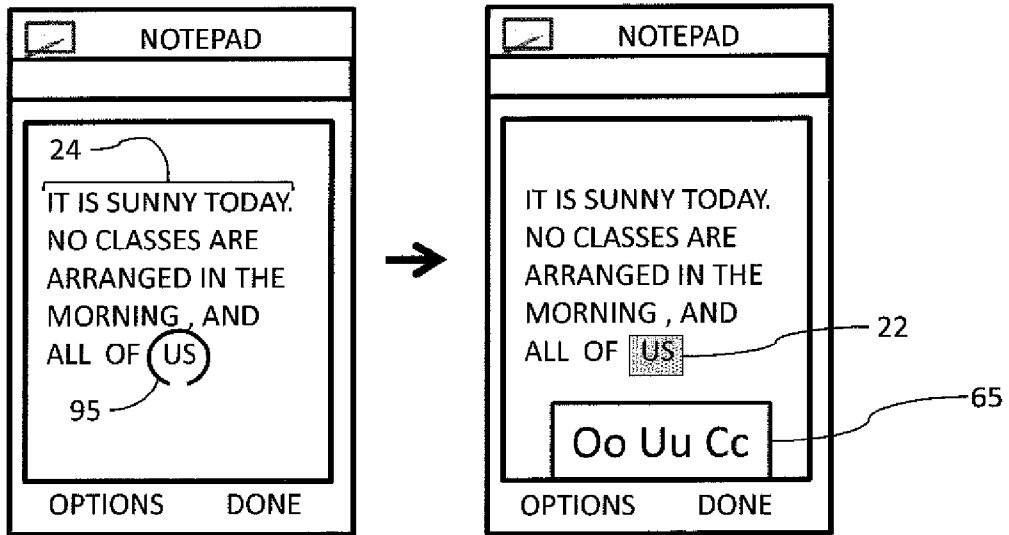 NOTEPAD
24
IT IS SUNNY TODAY.
NO CLASSES ARE
ARRANGED IN THE
MORNING , AND
ALL OF US
95
OPTIONS DONE
NOTEPAD
IT IS SUNNY TODAY.
NO CLASSES ARE
ARRANGED IN THE
MORNING , AND
ALL OF US
22
65
Oo Uu Cc
OPTIONS DONE